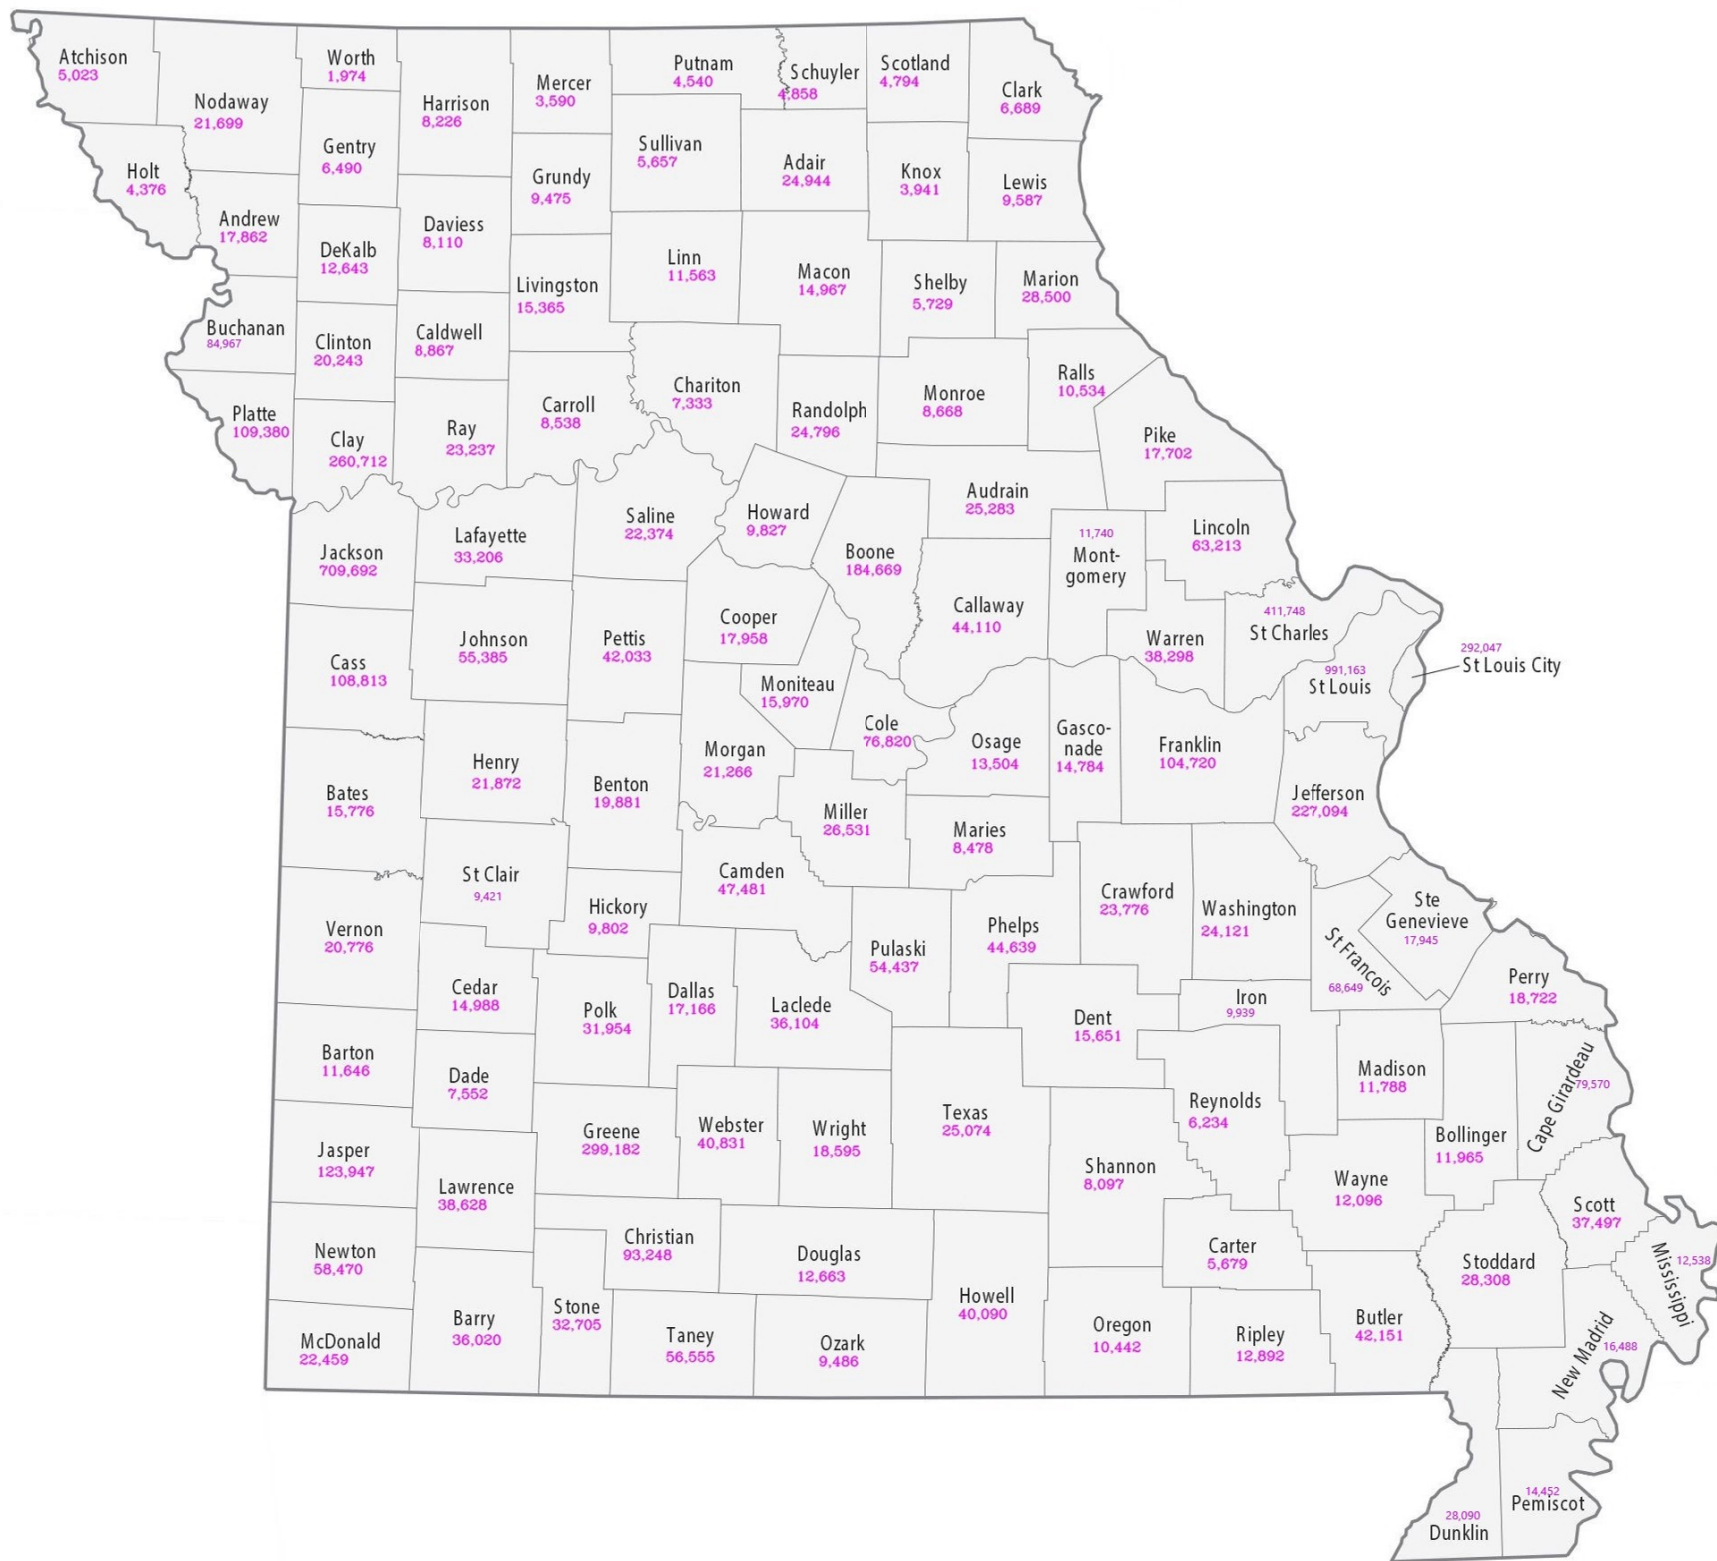 Atchison
5,023
Nodaway
21,699
Worth
1,974
Harrison
8,226
Mercer
3,590
Putnam
4,540
Schuyler
4,858
Scotland
4,794
Clark
6,689
Holt
4,376
Gentry
6,490
Andrew
17,862
DeKalb
12,643
Daviess
8,110
Grundy
9,475
Sullivan
5,657
Adair
24,944
Knox
3,941
Lewis
9,587
Livingston
15,365
Linn
11,563
Macon
14,967
Shelby
5,729
Marion
28,500
Buchanan
84,967
Clinton
20,243
Caldwell
8,867
Platte
109,380
Clay
260,712
Ray
23,237
Carroll
8,538
Chariton
7,333
Randolph
24,796
Monroe
8,668
Ralls
10,534
Pike
17,702
Jackson
709,692
Lafayette
33,206
Saline
22,374
Howard
9,827
Boone
184,669
Audrain
25,283
Callaway
44,110
11,740
Mont-
gomery
Lincoln
63,213
Warren
38,298
411,748
St Charles
991,163
St Louis
292,047
St Louis City
Cass
108,813
Johnson
55,385
Pettis
42,033
Cooper
17,958
Moniteau
15,970
Cole
76,820
Osage
13,504
Gasco-
nade
14,784
Franklin
104,720
Jefferson
227,094
Bates
15,776
Henry
21,872
Benton
19,881
Morgan
21,266
Miller
26,531
Maries
8,478
Camden
47,481
St Clair
9,421
Hickory
9,802
Vernon
20,776
Cedar
14,988
Polk
31,954
Dallas
17,166
Laclede
36,104
Pulaski
54,437
Phelps
44,639
Crawford
23,776
Washington
24,121
St Francois
68,649
Ste
Genevieve
17,945
Perry
18,722
Iron
9,939
Dent
15,651
Barton
11,646
Dade
7,552
Jasper
123,947
Greene
299,182
Webster
40,831
Wright
18,595
Texas
25,074
Reynolds
6,234
Madison
11,788
Bollinger
11,965
Cape Girardeau
79,570
Shannon
8,097
Wayne
12,096
Lawrence
38,628
Newton
58,470
Christian
93,248
Douglas
12,663
Howell
40,090
Carter
5,679
Stoddard
28,308
Scott
37,497
Mississippi
12,538
McDonald
22,459
Barry
36,020
Stone
32,705
Taney
56,555
Ozark
9,486
Oregon
10,442
Ripley
12,892
Butler
42,151
New Madrid
16,488
28,090
Dunklin
14,452
Pemiscot